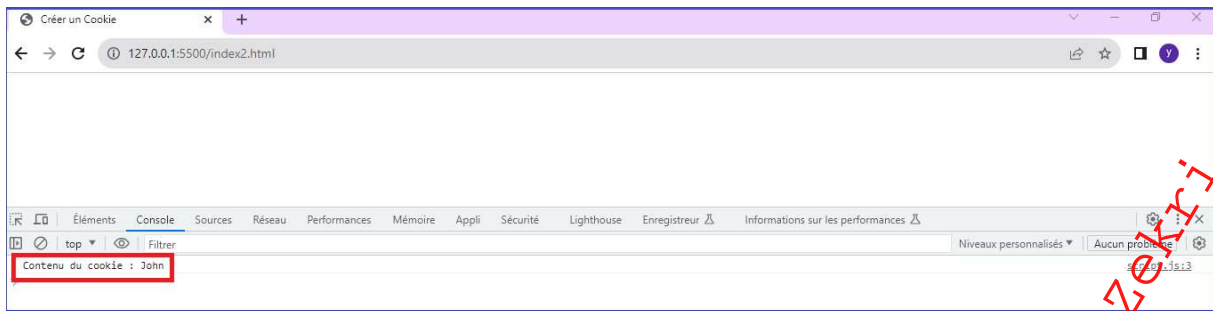 Créer un Cookie
127.0.0.1:5500/index2.html
y
Éléments Console Sources Réseau Performances Mémoire Appli Sécurité Lighthouse Enregistreur Informations sur les performances
top Filtrer Niveaux personnalisés Aucun problème
Contenu du cookie : John script.js:3
Zekri